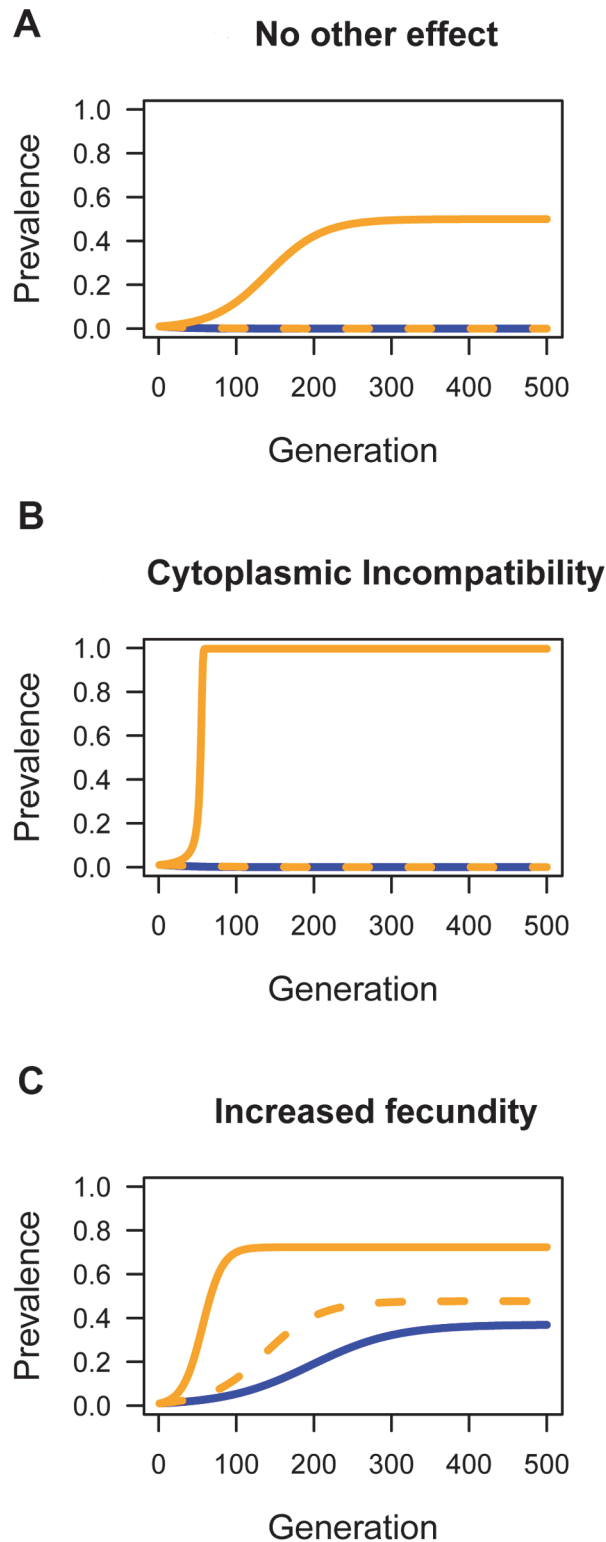 A
No other effect
Prevalence
1.0
0.8
0.6
0.4
0.2
0.0
0 100 200 300 400 500
Generation
B
Cytoplasmic Incompatibility
Prevalence
1.0
0.8
0.6
0.4
0.2
0.0
0 100 200 300 400 500
Generation
C
Increased fecundity
Prevalence
1.0
0.8
0.6
0.4
0.2
0.0
0 100 200 300 400 500
Generation